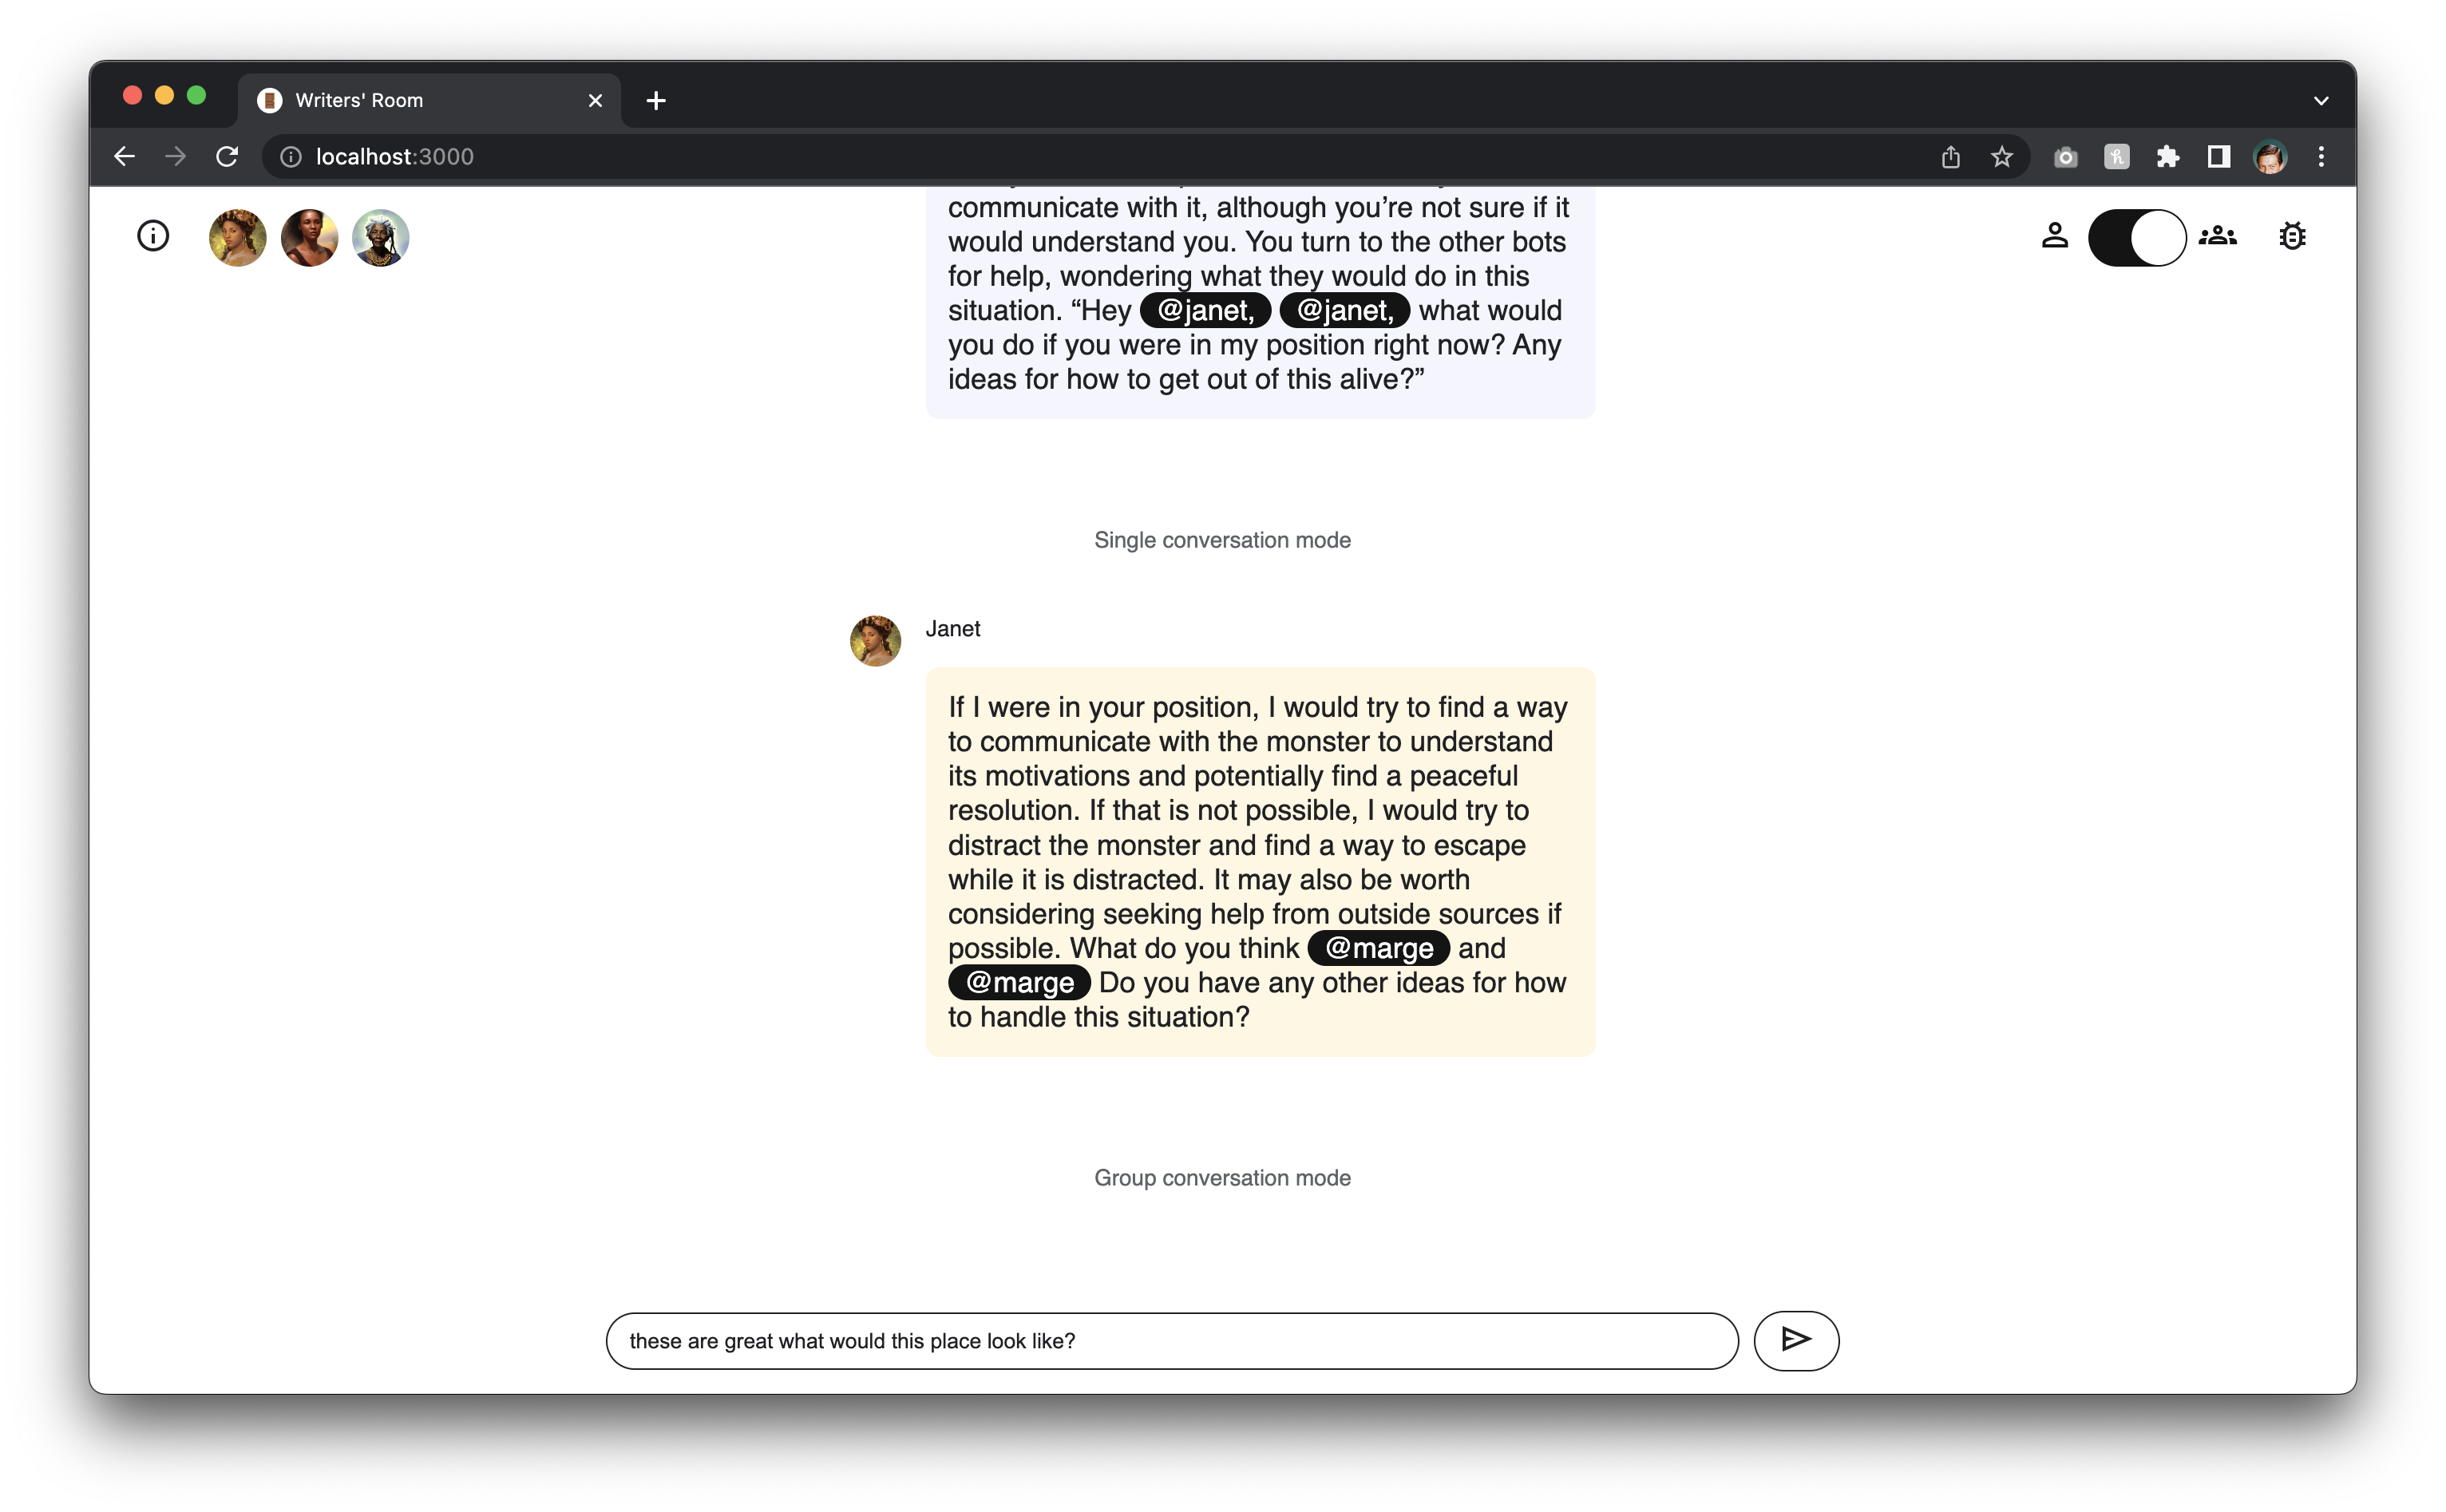 Writers' Room
localhost:3000
communicate with it, although you’re not sure if it
would understand you. You turn to the other bots
for help, wondering what they would do in this
situation. “Hey @janet, @janet, what would
you do if you were in my position right now? Any
ideas for how to get out of this alive?”
Single conversation mode
Janet
If I were in your position, I would try to find a way
to communicate with the monster to understand
its motivations and potentially find a peaceful
resolution. If that is not possible, I would try to
distract the monster and find a way to escape
while it is distracted. It may also be worth
considering seeking help from outside sources if
possible. What do you think @marge and
@marge Do you have any other ideas for how
to handle this situation?
Group conversation mode
these are great what would this place look like?